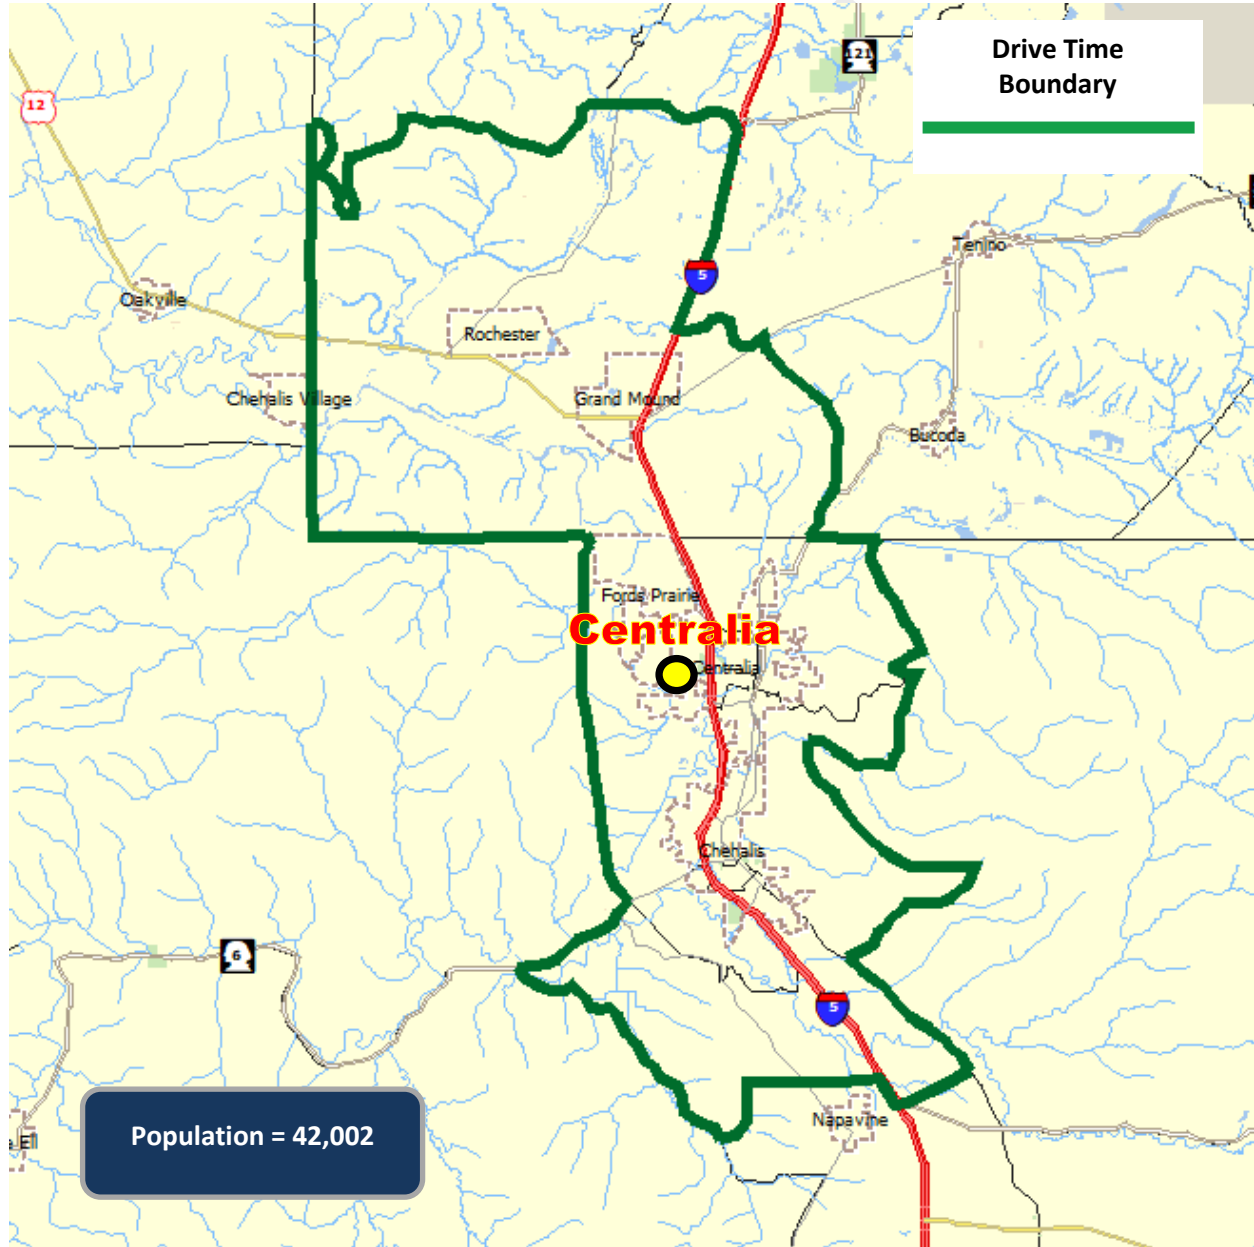 Drive Time
Boundary
121
12
5
Tenino
Oakville
Rochester
Chehalis Village
Grand Mound
Bucoda
Fords Prairie
Centralia
Centralia
Chehalis
6
5
Napavine
Ell
Population = 42,002